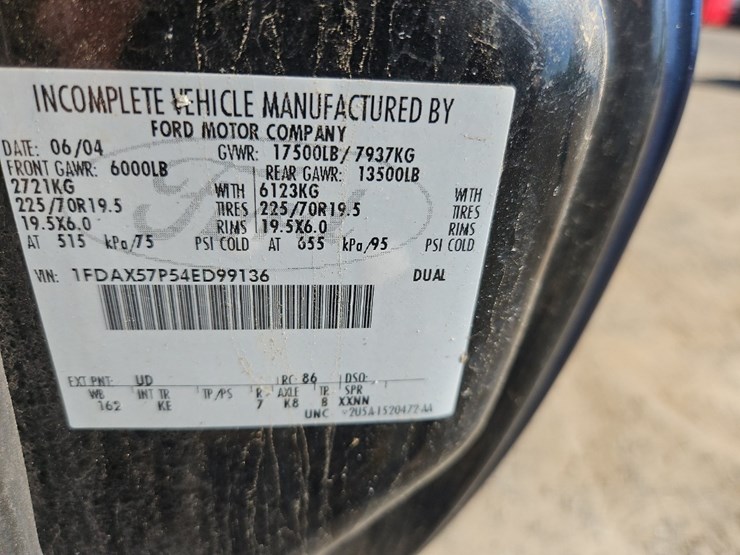 INCOMPLETE VEHICLE MANUFACTURED BY
FORD MOTOR COMPANY
DATE: 06/04 GVWR: 17500LB/ 7937KG
FRONT GAWR: 6000LB REAR GAWR: 13500LB
2721KG WITH 6123KG WITH
225/70R19.5 TIRES 225/70R19.5 TIRES
19.5X6.0 RIMS 19.5X6.0 RIMS
AT 515 kPa/75 PSI COLD AT 655 kPa/95 PSI COLD
VIN: 1FDAX57P54ED99136 DUAL
EXT PNT: UD RC: 86 DSO:
WB INT TR TP/PS R AXLE TR SPR
162 KE 7 K8 8 XXNN
UNC